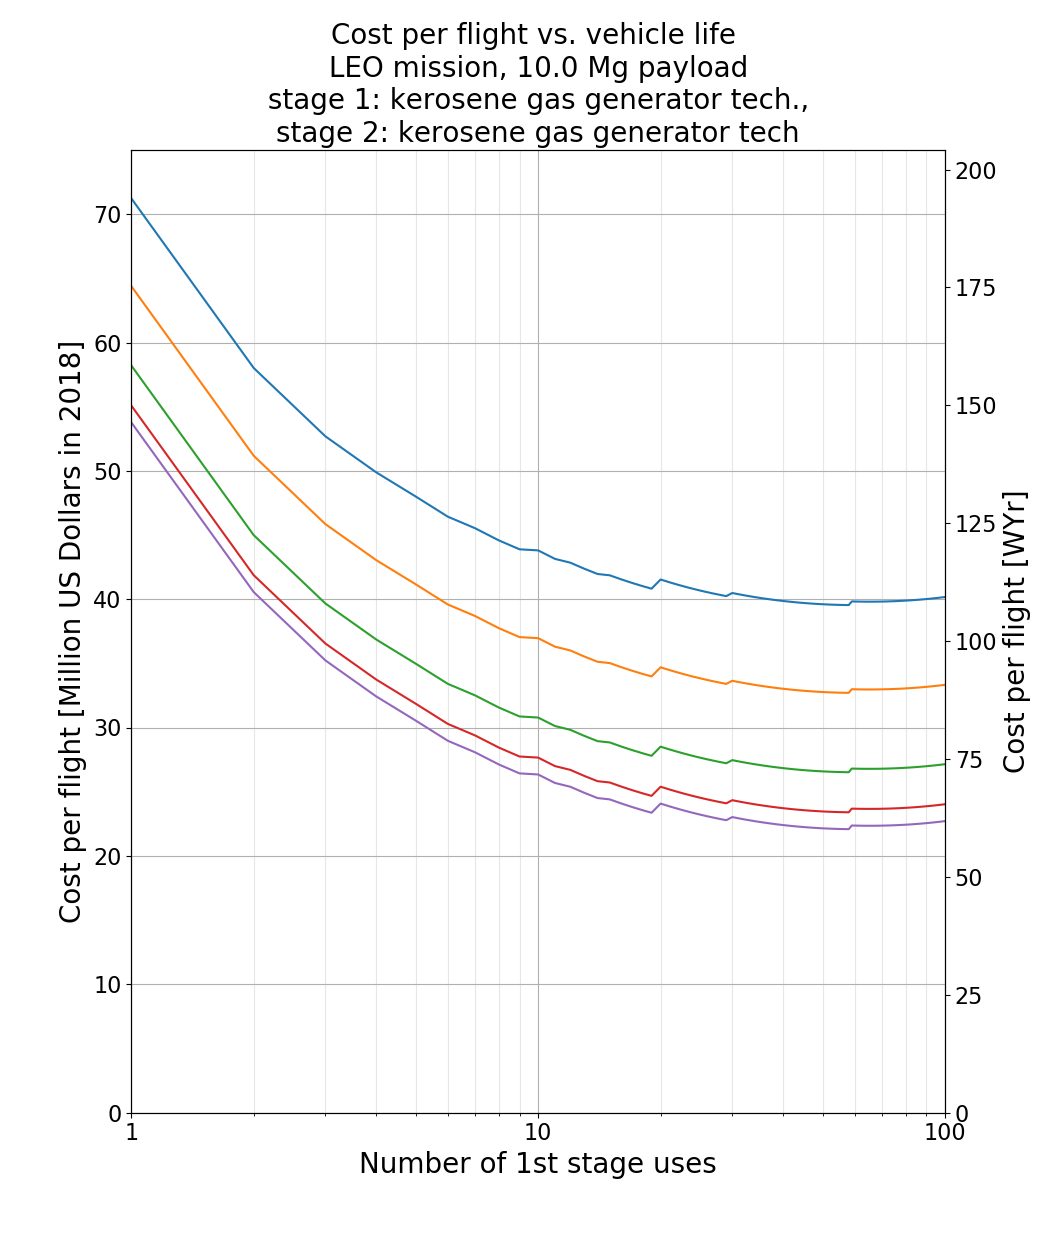 Cost per flight vs. vehicle life
LEO mission, 10.0 Mg payload
stage 1: kerosene gas generator tech.,
stage 2: kerosene gas generator tech
Cost per flight [Million US Dollars in 2018]
70
60
50
40
30
20
10
0
1
10
100
Number of 1st stage uses
200
175
150
125
100
75
50
25
0
Cost per flight [WYr]